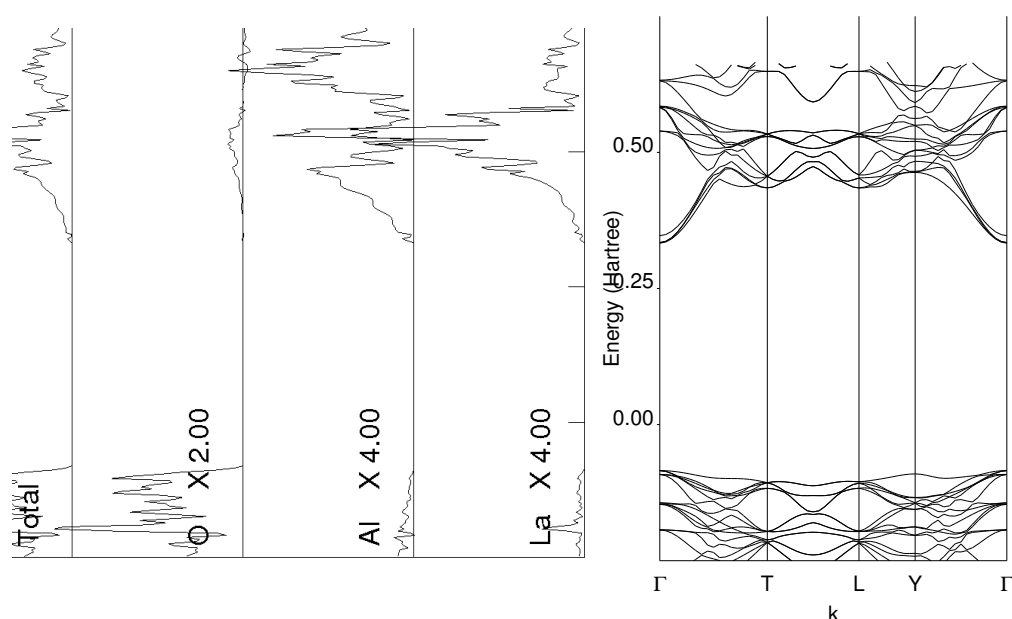 Total
O X 2.00
Al X 4.00
La X 4.00
Energy (Hartree)
0.50
0.25
0.00
Γ T L Y Γ
k